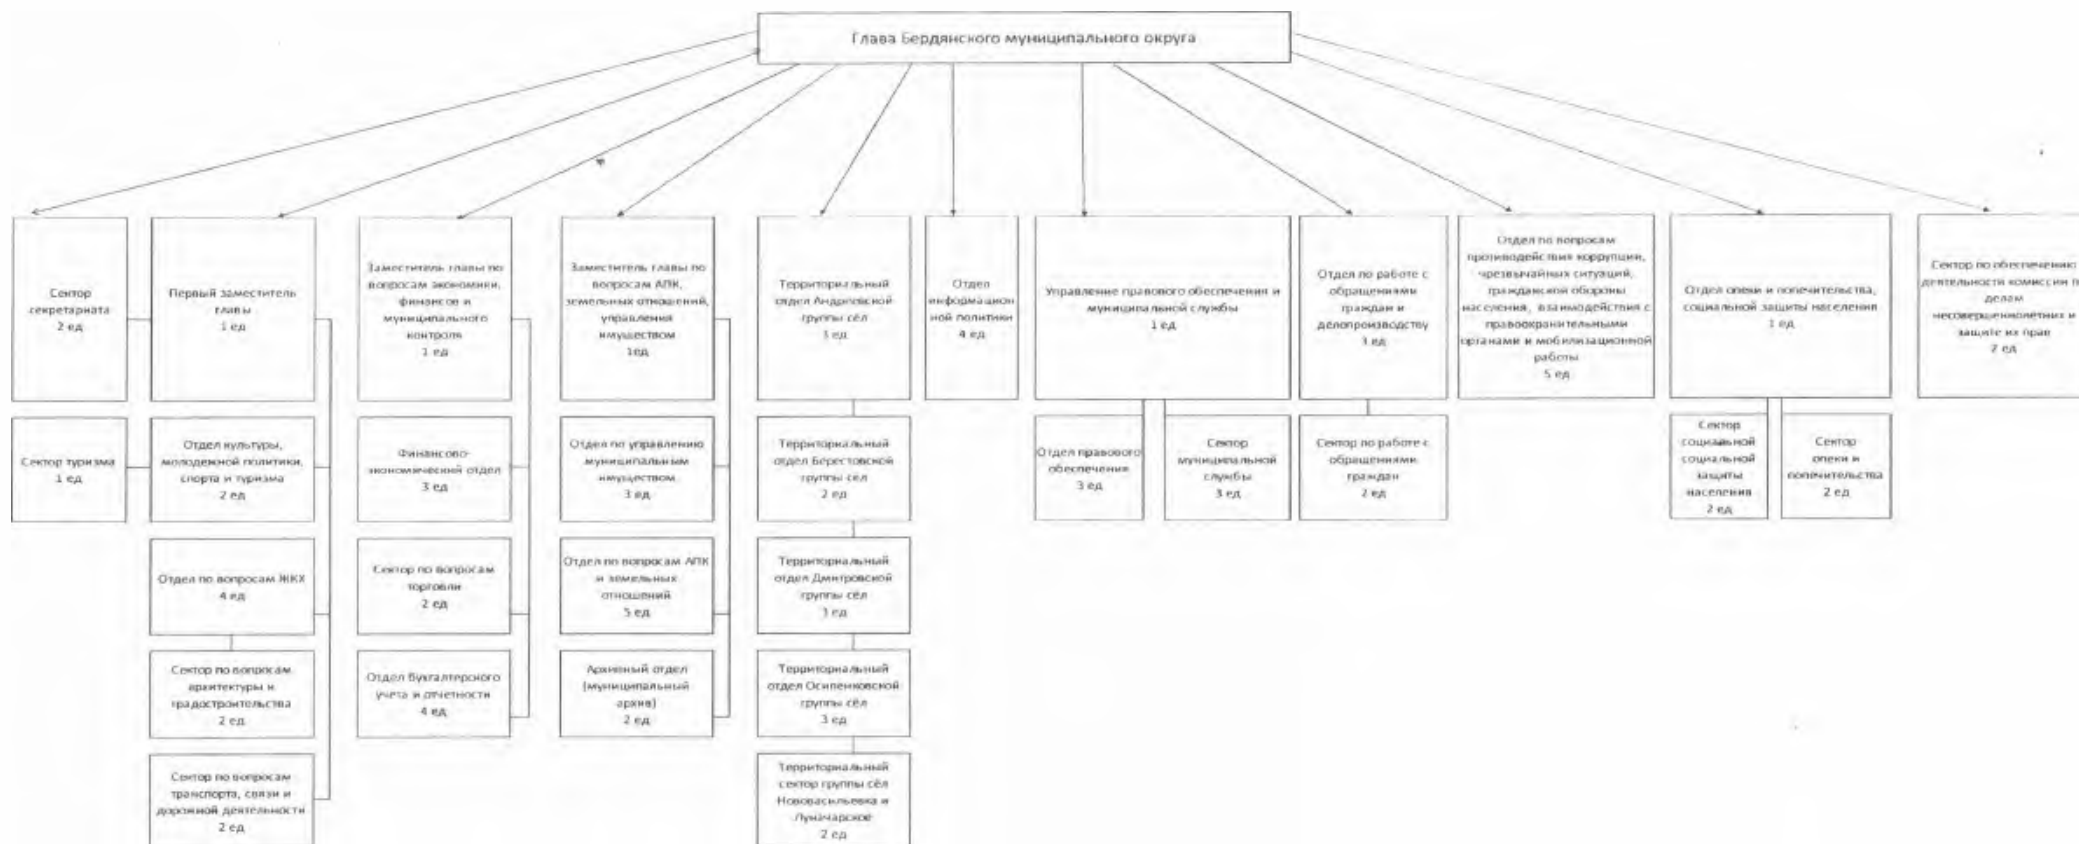 Глава Бердянского муниципального округа
Сектор
секретариата
2 ед
Первый заместитель
главы
1 ед
Заместитель главы по
вопросам экономики,
финансов и
муниципального
контроля
1 ед
Заместитель главы по
вопросам АПК,
земельных отношений,
управления
имуществом
1ед
Территориальный
отдел Андреевской
группы сёл
3 ед
Отдел
информацион
ной политики
4 ед
Управление правового обеспечения и
муниципальной службы
1 ед
Отдел по работе с
обращениями
граждан и
делопроизводству
3 ед
Отдел по вопросам
противодействия коррупции,
чрезвычайных ситуаций,
гражданской обороны
населения, взаимодействия с
правоохранительными
органами и мобилизационной
работы
5 ед
Отдел опеки и попечительства,
социальной защиты населения
1 ед
Сектор по обеспечению
деятельности комиссии п
делам
несовершеннолетних и
защите их прав
2 ед
Сектор туризма
1 ед
Отдел культуры,
молодежной политики,
спорта и туризма
2 ед
Финансово-
экономический отдел
3 ед
Отдел по управлению
муниципальным
имуществом
3 ед
Территориальный
отдел Берестовской
группы сёл
2 ед
Отдел правового
обеспечения
3 ед
Сектор
муниципальной
службы
3 ед
Сектор по работе с
обращениями
граждан
2 ед
Сектор
социальной
социальной
защиты
населения
2 ед
Сектор
опеки и
попечительства
2 ед
Отдел по вопросам ЖКХ
4 ед
Сектор по вопросам
торговли
2 ед
Отдел по вопросам АПК
и земельных
отношений
5 ед
Территориальный
отдел Дмитровской
группы сёл
3 ед
Сектор по вопросам
архитектуры и
градостроительства
2 ед
Отдел бухгалтерского
учета и отчетности
4 ед
Архивный отдел
(муниципальный
архив)
2 ед
Территориальный
отдел Осипенковской
группы сёл
3 ед
Сектор по вопросам
транспорта, связи и
дорожной деятельности
2 ед
Территориальный
сектор группы сёл
Нововасильевка и
Луначарское
2 ед